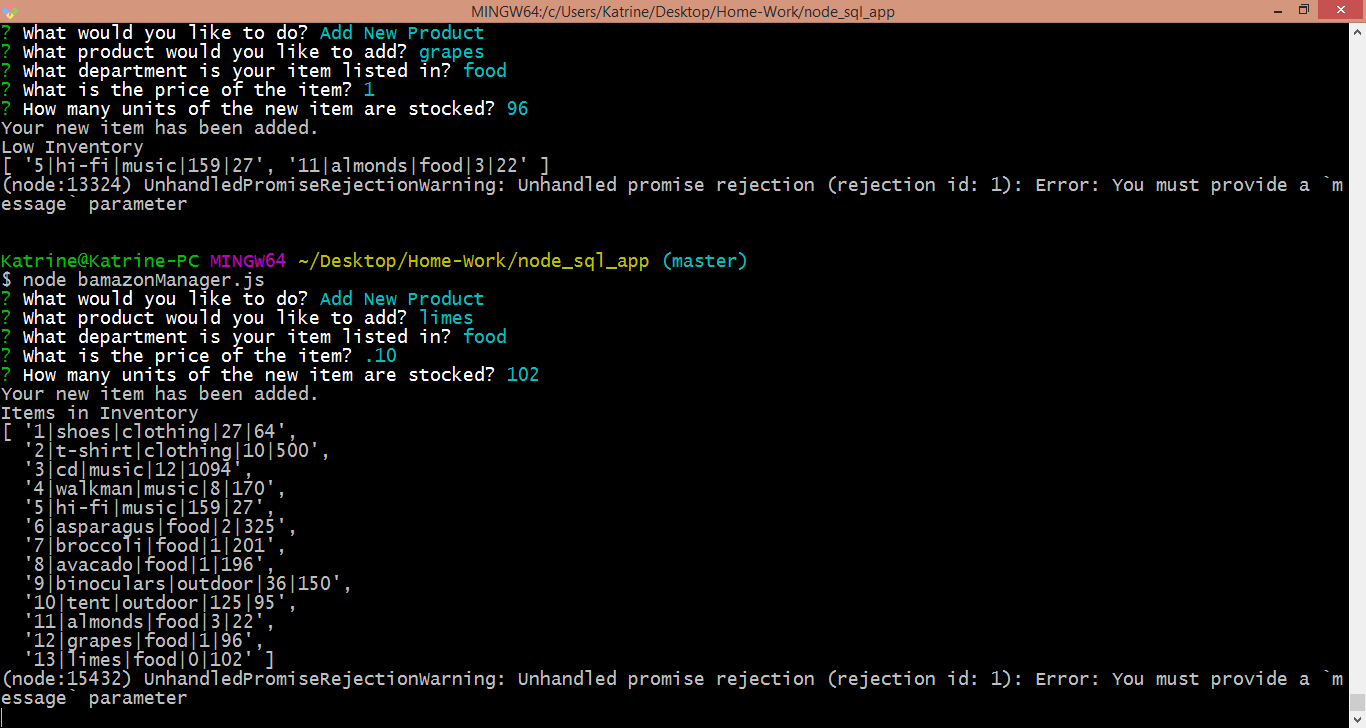 MINGW64:/c/Users/Katrine/Desktop/Home-Work/node_sql_app
? What would you like to do? Add New Product
? What product would you like to add? grapes
? What department is your item listed in? food
? What is the price of the item? 1
? How many units of the new item are stocked? 96
Your new item has been added.
Low Inventory
[ '5|hi-fi|music|159|27', '11|almonds|food|3|22' ]
(node:13324) UnhandledPromiseRejectionWarning: Unhandled promise rejection (rejection id: 1): Error: You must provide a `m
essage` parameter
Katrine@Katrine-PC MINGW64 ~/Desktop/Home-Work/node_sql_app (master)
$ node bamazonManager.js
? What would you like to do? Add New Product
? What product would you like to add? limes
? What department is your item listed in? food
? What is the price of the item? .10
? How many units of the new item are stocked? 102
Your new item has been added.
Items in Inventory
[ '1|shoes|clothing|27|64',
  '2|t-shirt|clothing|10|500',
  '3|cd|music|12|1094',
  '4|walkman|music|8|170',
  '5|hi-fi|music|159|27',
  '6|asparagus|food|2|325',
  '7|broccoli|food|1|201',
  '8|avacado|food|1|196',
  '9|binoculars|outdoor|36|150',
  '10|tent|outdoor|125|95',
  '11|almonds|food|3|22',
  '12|grapes|food|1|96',
  '13|limes|food|0|102' ]
(node:15432) UnhandledPromiseRejectionWarning: Unhandled promise rejection (rejection id: 1): Error: You must provide a `m
essage` parameter